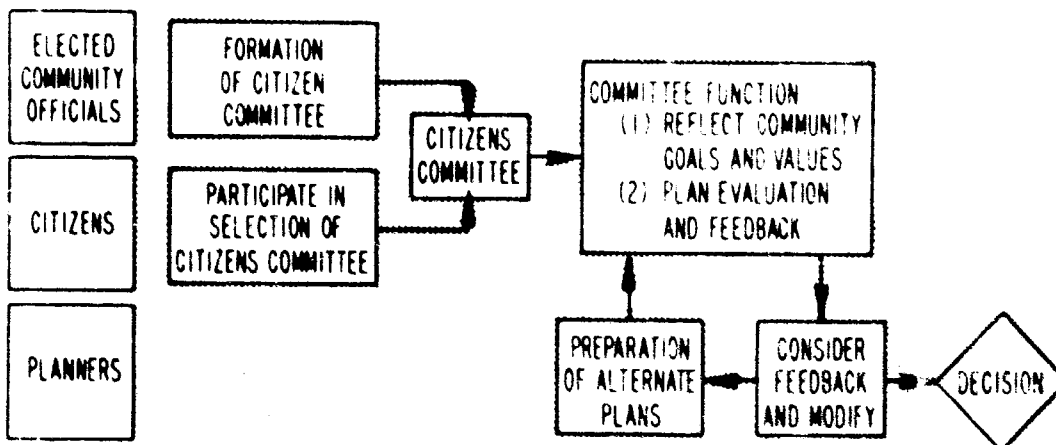 ELECTED
COMMUNITY
OFFICIALS
FORMATION
OF CITIZEN
COMMITTEE
CITIZENS
COMMITTEE
COMMITTEE FUNCTION
(1) REFLECT COMMUNITY
GOALS AND VALUES
(2) PLAN EVALUATION
AND FEEDBACK
CITIZENS
PARTICIPATE IN
SELECTION OF
CITIZENS COMMITTEE
PLANNERS
PREPARATION
OF ALTERNATE
PLANS
CONSIDER
FEEDBACK
AND MODIFY
DECISION